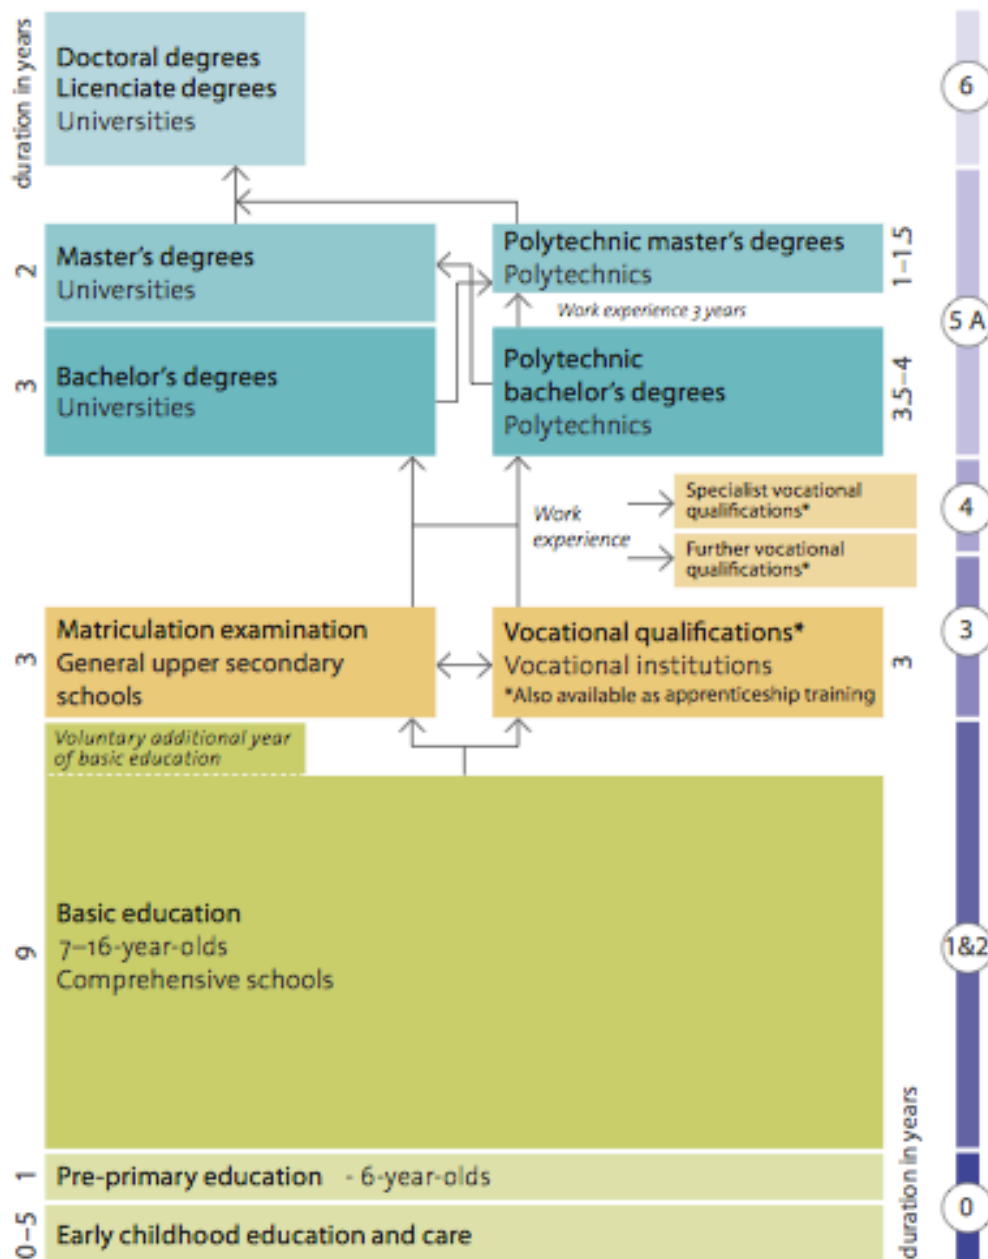 duration in years
Doctoral degrees
Licenciate degrees
Universities
6
2
Master's degrees
Universities
Polytechnic master's degrees
Polytechnics
1–1.5
Work experience 3 years
5 A
3
Bachelor's degrees
Universities
Polytechnic
bachelor's degrees
Polytechnics
3.5–4
Work
experience
Specialist vocational
qualifications*
Further vocational
qualifications*
4
3
Matriculation examination
General upper secondary
schools
Vocational qualifications*
Vocational institutions
*Also available as apprenticeship training
3
3
Voluntary additional year
of basic education
9
Basic education
7–16-year-olds
Comprehensive schools
1&2
1
Pre-primary education - 6-year-olds
0–5
Early childhood education and care
duration in years
0